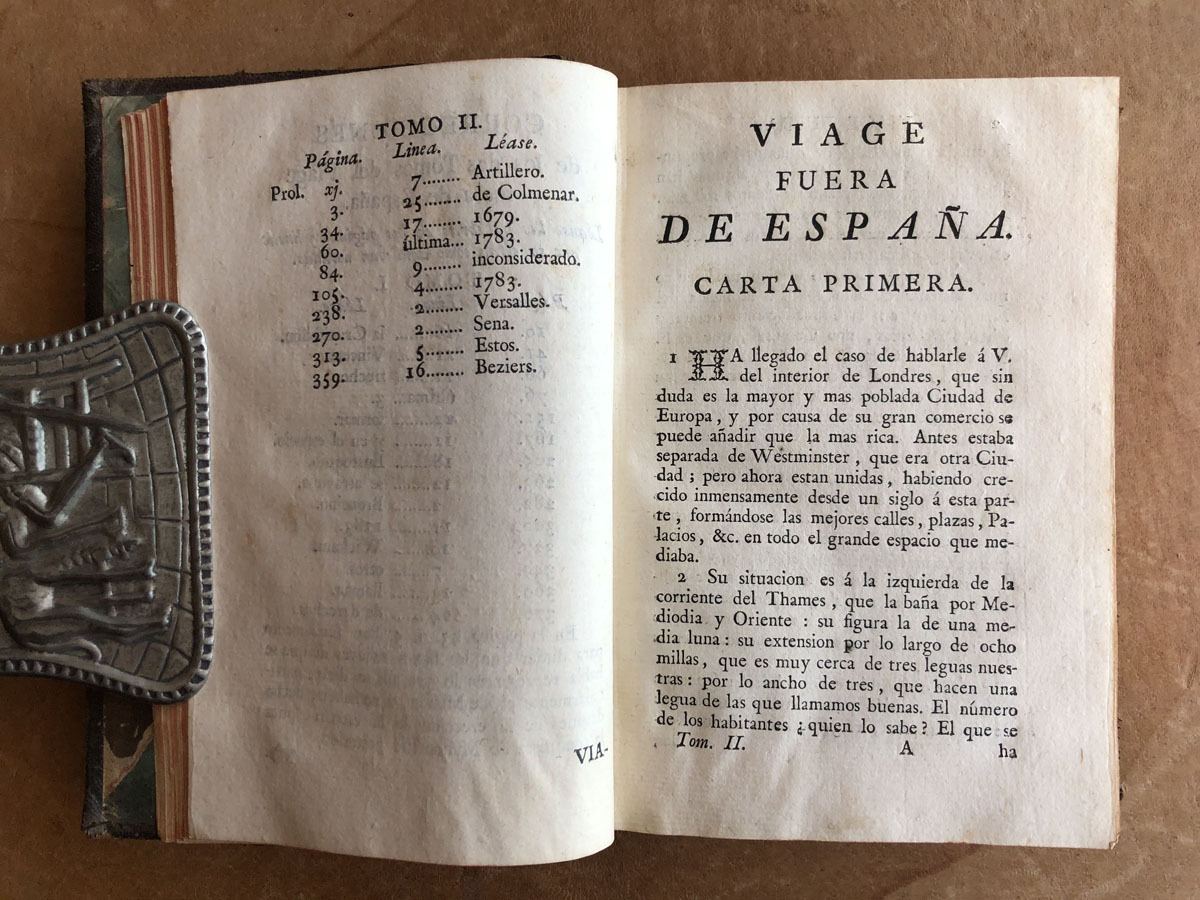 TOMO II.
Página. Linea. Léase.
Prol. xj. 7........ Artillero.
3. 25........ de Colmenar.
34. 17........ 1679.
60. última... 1783.
84. 9........ inconsiderado.
105. 4........ 1783.
238. 2........ Versalles.
270. 2........ Sena.
313. 5........ Estos.
359. 16........ Beziers.
VIA-
VIAGE
FUERA
DE ESPAÑA.
CARTA PRIMERA.
1 HA llegado el caso de hablarle á V.
del interior de Londres, que sin
duda es la mayor y mas poblada Ciudad de
Europa, y por causa de su gran comercio se
puede añadir que la mas rica. Antes estaba
separada de Westminster, que era otra Ciu-
dad; pero ahora estan unidas, habiendo cre-
cido inmensamente desde un siglo á esta par-
te, formándose las mejores calles, plazas, Pa-
lacios, &c. en todo el grande espacio que me-
diaba.
2 Su situacion es á la izquierda de la
corriente del Thames, que la baña por Me-
diodia y Oriente: su figura la de una me-
dia luna: su extension por lo largo de ocho
millas, que es muy cerca de tres leguas nues-
tras: por lo ancho de tres, que hacen una
legua de las que llamamos buenas. El número
de los habitantes ¿quien lo sabe? El que se
Tom. II. A ha